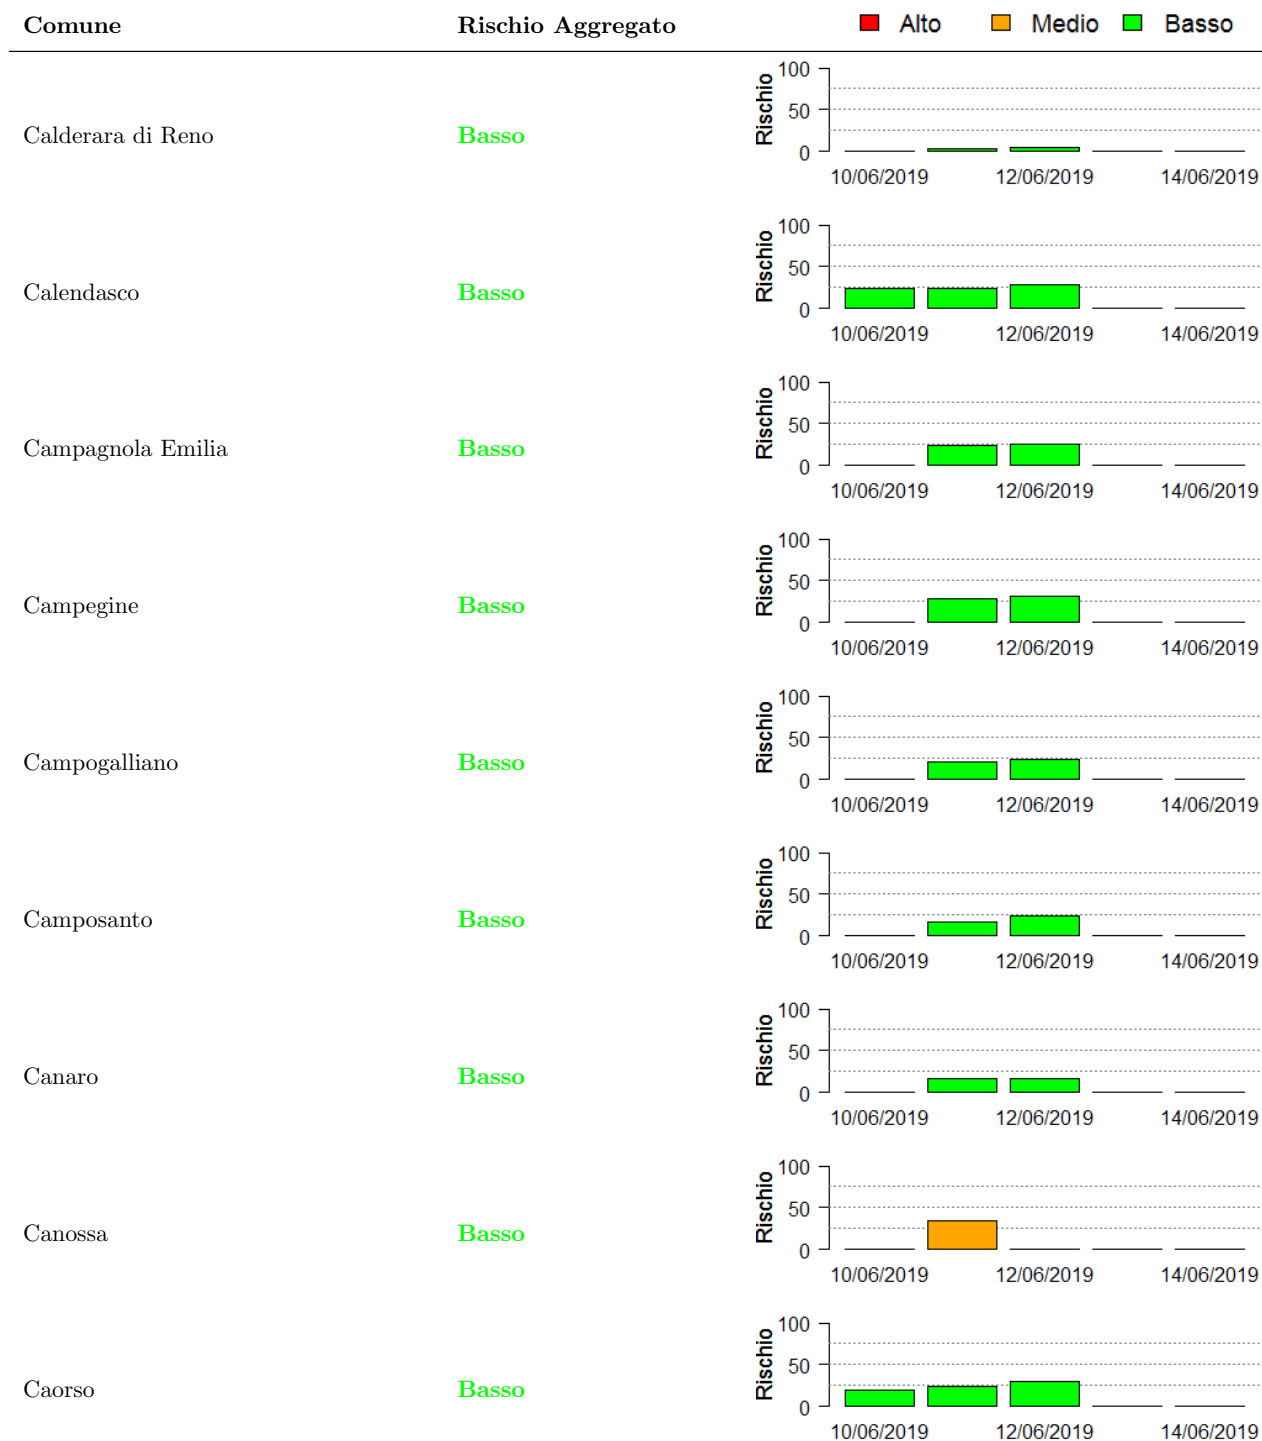 Comune Rischio Aggregato Alto Medio Basso
Calderara di Reno Basso Rischio 0 50 100
10/06/2019 12/06/2019 14/06/2019
Calendasco Basso Rischio 0 50 100
10/06/2019 12/06/2019 14/06/2019
Campagnola Emilia Basso Rischio 0 50 100
10/06/2019 12/06/2019 14/06/2019
Campegine Basso Rischio 0 50 100
10/06/2019 12/06/2019 14/06/2019
Campogalliano Basso Rischio 0 50 100
10/06/2019 12/06/2019 14/06/2019
Camposanto Basso Rischio 0 50 100
10/06/2019 12/06/2019 14/06/2019
Canaro Basso Rischio 0 50 100
10/06/2019 12/06/2019 14/06/2019
Canossa Basso Rischio 0 50 100
10/06/2019 12/06/2019 14/06/2019
Caorso Basso Rischio 0 50 100
10/06/2019 12/06/2019 14/06/2019